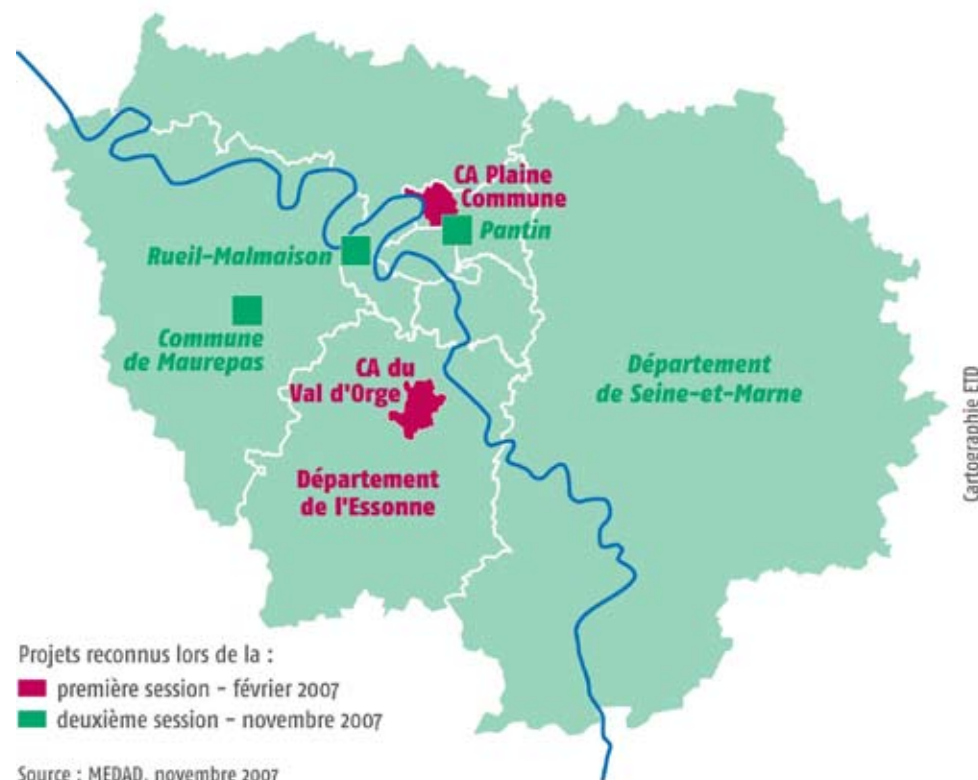 CA Plaine
Commune
Pantin
Rueil-Malmaison
Commune
de Maurepas
CA du
Val d'Orge
Département
de Seine-et-Marne
Département
de l'Essonne
Cartographie ETD
Projets reconnus lors de la :
première session - février 2007
deuxième session - novembre 2007
Source : MEDAD, novembre 2007